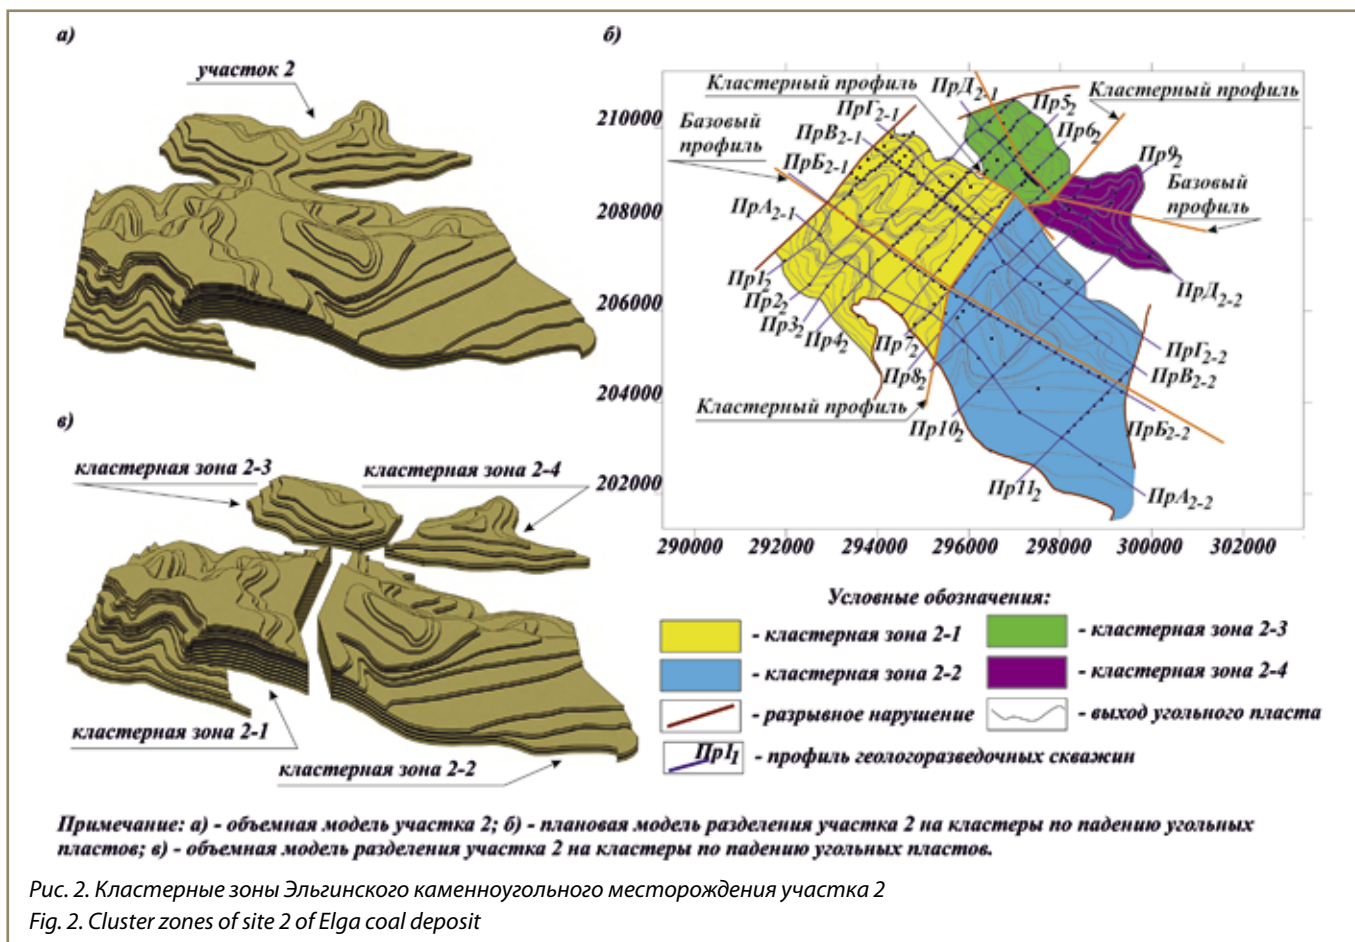 а)
участок 2
б)
Кластерный профиль
ПрД2-1
Пр52
Кластерный профиль
ПрГ2-1
Пр62
Базовый
профиль
ПрВ2-1
Пр92
ПрБ2-1
Базовый
профиль
ПрА2-1
210000
208000
206000
204000
202000
Пр12
Пр22
Пр32
Пр42
Пр72
Пр82
ПрД2-2
ПрГ2-2
ПрВ2-2
Кластерный профиль
Пр102
ПрБ2-2
Пр112
ПрА2-2
290000 292000 294000 296000 298000 300000 302000
в)
кластерная зона 2-3
кластерная зона 2-4
кластерная зона 2-1
кластерная зона 2-2
Условные обозначения:
- кластерная зона 2-1
- кластерная зона 2-3
- кластерная зона 2-2
- кластерная зона 2-4
- разрывное нарушение
- выход угольного пласта
Пр11 - профиль геологоразведочных скважин
Примечание: а) - объемная модель участка 2; б) - плановая модель разделения участка 2 на кластеры по падению угольных
пластов; в) - объемная модель разделения участка 2 на кластеры по падению угольных пластов.
Рис. 2. Кластерные зоны Эльгинского каменноугольного месторождения участка 2
Fig. 2. Cluster zones of site 2 of Elga coal deposit